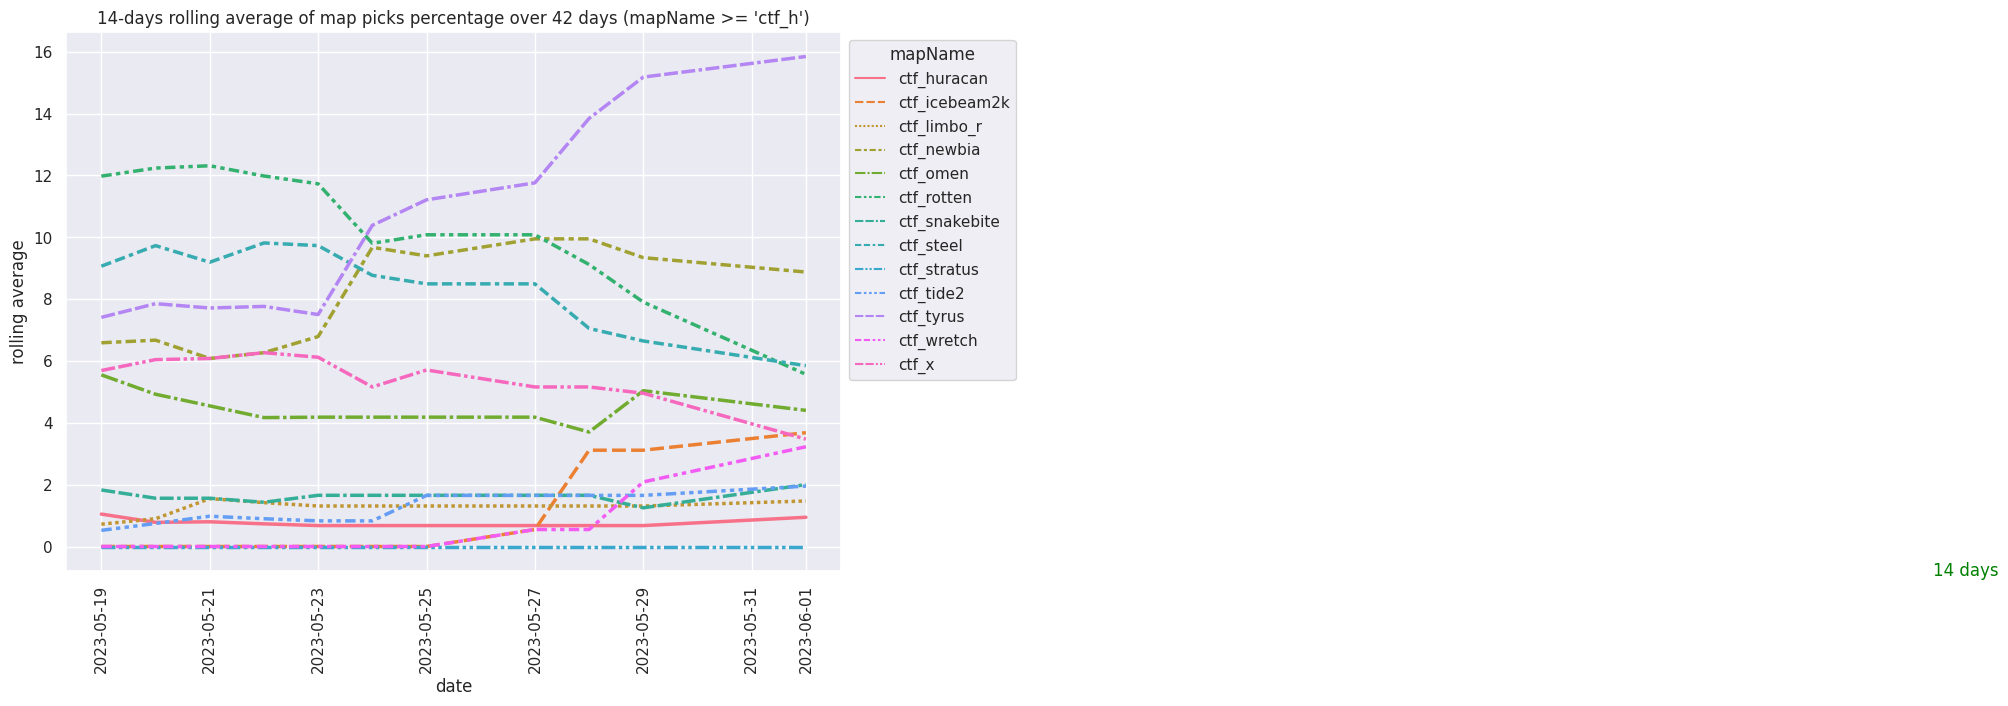 14-days rolling average of map picks percentage over 42 days (mapName >= 'ctf_h')
rolling average
16
14
12
10
8
6
4
2
0
2023-05-19
2023-05-21
2023-05-23
2023-05-25
2023-05-27
2023-05-29
2023-05-31
2023-06-01
date
mapName
ctf_huracan
ctf_icebeam2k
ctf_limbo_r
ctf_newbia
ctf_omen
ctf_rotten
ctf_snakebite
ctf_steel
ctf_stratus
ctf_tide2
ctf_tyrus
ctf_wretch
ctf_x
14 days